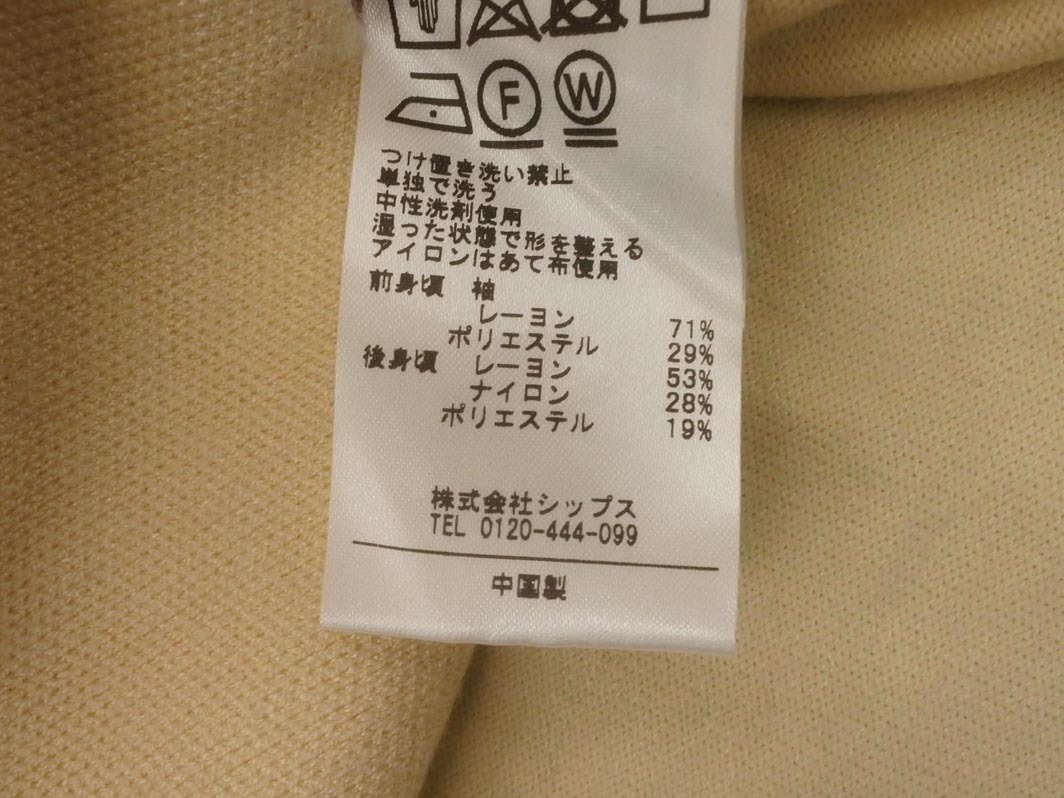 F W
つけ置き洗い禁止
単独で洗う
中性洗剤使用
湿った状態で形を整える
アイロンはあて布使用
前身頃 袖
レーヨン 71%
ポリエステル 29%
後身頃 レーヨン 53%
ナイロン 28%
ポリエステル 19%
株式会社シップス
TEL 0120-444-099
中国製